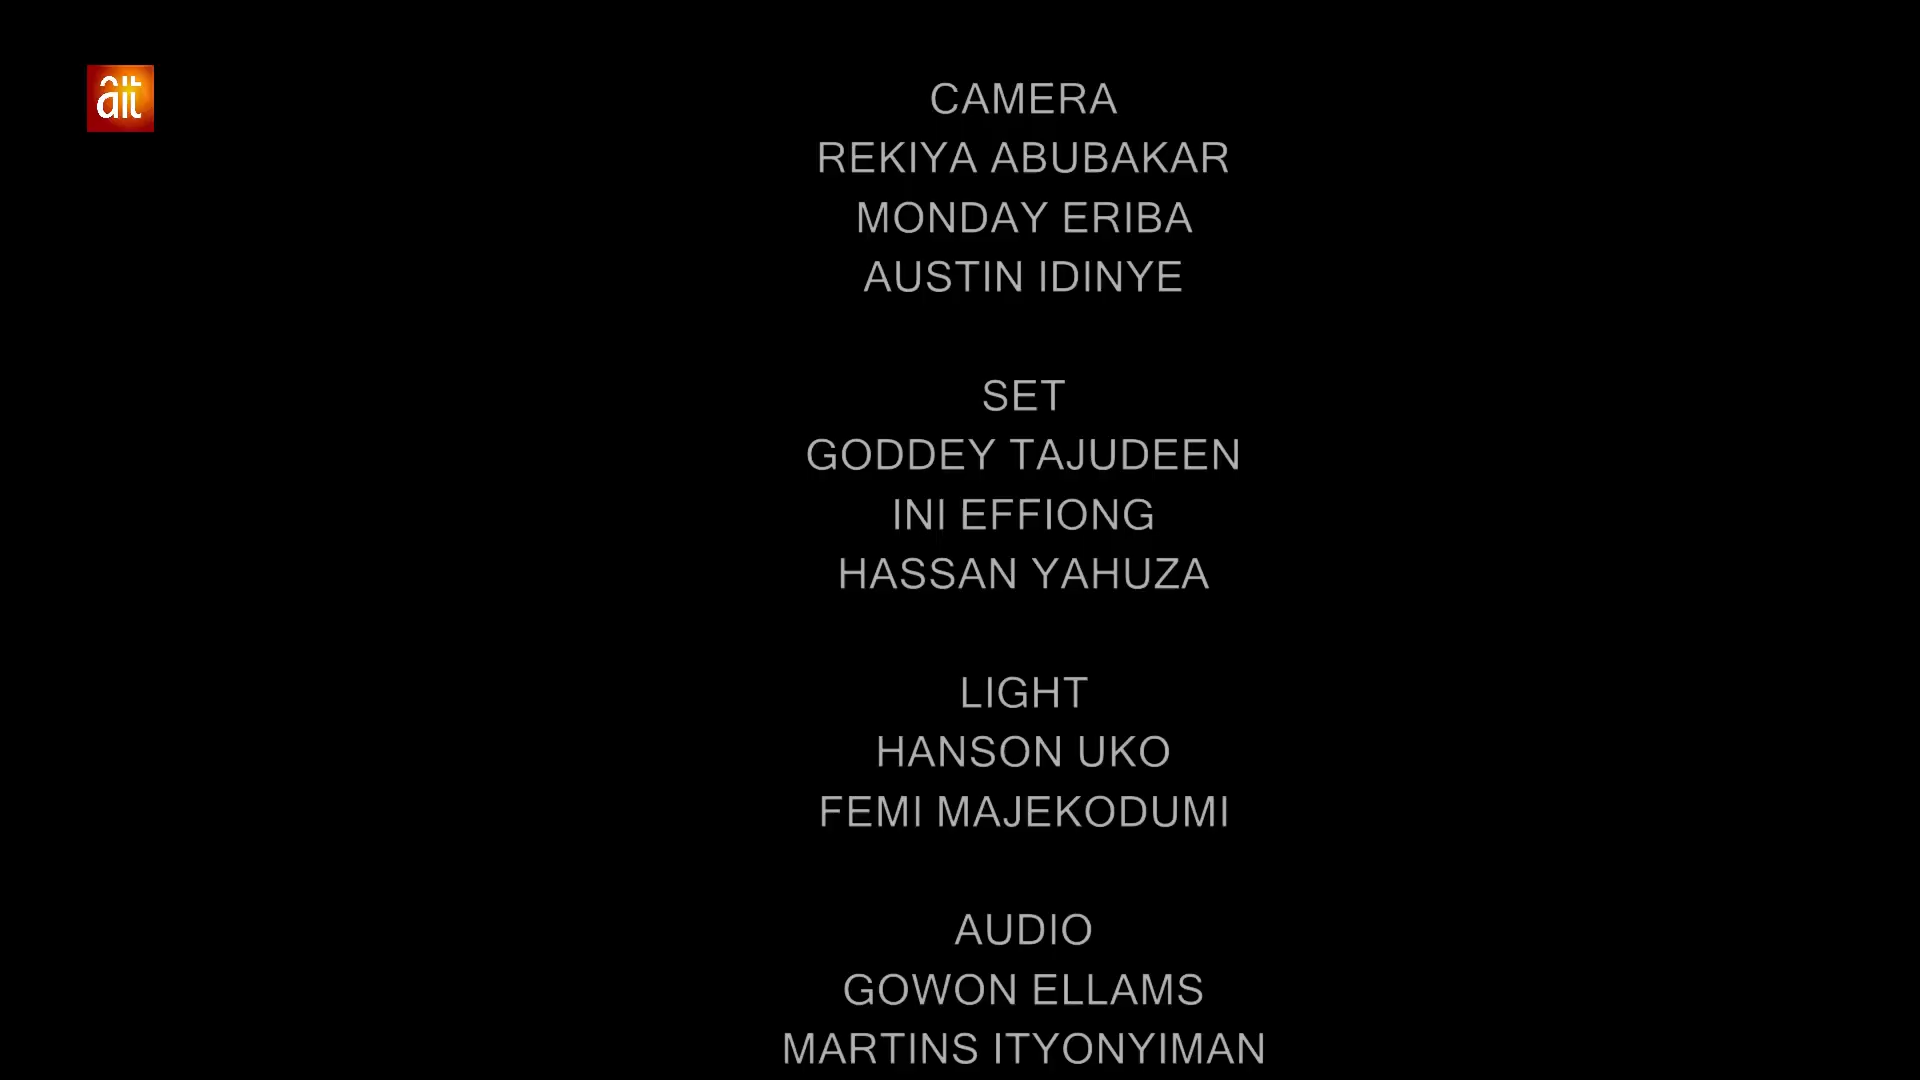 ait
CAMERA
REKIYA ABUBAKAR
MONDAY ERIBA
AUSTIN IDINYE
SET
GODDEY TAJUDEEN
INI EFFIONG
HASSAN YAHUZA
LIGHT
HANSON UKO
FEMI MAJEKODUMI
AUDIO
GOWON ELLAMS
MARTINS ITYONYIMAN